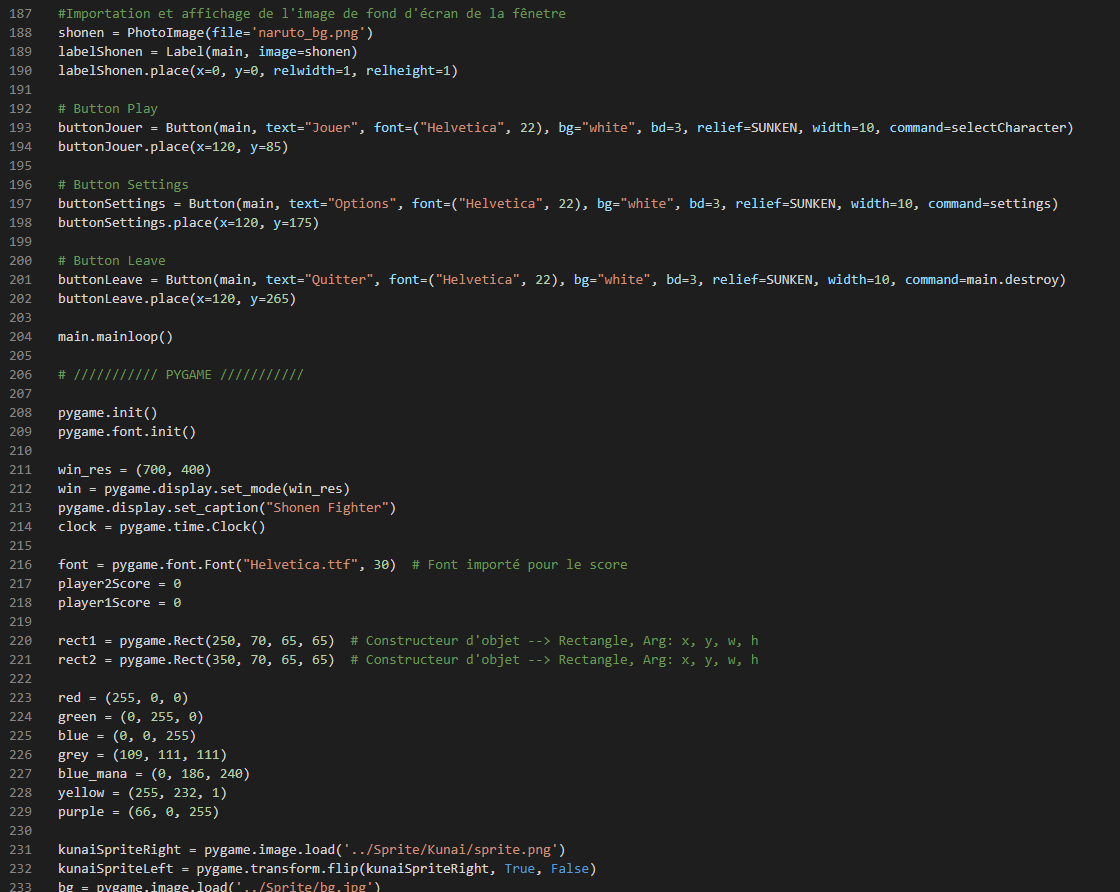 187 #Importation et affichage de l'image de fond d'écran de la fênetre
188 shonen = PhotoImage(file='naruto_bg.png')
189 labelShonen = Label(main, image=shonen)
190 labelShonen.place(x=0, y=0, relwidth=1, relheight=1)
191
192 # Button Play
193 buttonJouer = Button(main, text="Jouer", font=("Helvetica", 22), bg="white", bd=3, relief=SUNKEN, width=10, command=selectCharacter)
194 buttonJouer.place(x=120, y=85)
195
196 # Button Settings
197 buttonSettings = Button(main, text="Options", font=("Helvetica", 22), bg="white", bd=3, relief=SUNKEN, width=10, command=settings)
198 buttonSettings.place(x=120, y=175)
199
200 # Button Leave
201 buttonLeave = Button(main, text="Quitter", font=("Helvetica", 22), bg="white", bd=3, relief=SUNKEN, width=10, command=main.destroy)
202 buttonLeave.place(x=120, y=265)
203
204 main.mainloop()
205
206 # /////////// PYGAME ///////////
207
208 pygame.init()
209 pygame.font.init()
210
211 win_res = (700, 400)
212 win = pygame.display.set_mode(win_res)
213 pygame.display.set_caption("Shonen Fighter")
214 clock = pygame.time.Clock()
215
216 font = pygame.font.Font("Helvetica.ttf", 30)  # Font importé pour le score
217 player2Score = 0
218 player1Score = 0
219
220 rect1 = pygame.Rect(250, 70, 65, 65)  # Constructeur d'objet --> Rectangle, Arg: x, y, w, h
221 rect2 = pygame.Rect(350, 70, 65, 65)  # Constructeur d'objet --> Rectangle, Arg: x, y, w, h
222
223 red = (255, 0, 0)
224 green = (0, 255, 0)
225 blue = (0, 0, 255)
226 grey = (109, 111, 111)
227 blue_mana = (0, 186, 240)
228 yellow = (255, 232, 1)
229 purple = (66, 0, 255)
230
231 kunaiSpriteRight = pygame.image.load('../Sprite/Kunai/sprite.png')
232 kunaiSpriteLeft = pygame.transform.flip(kunaiSpriteRight, True, False)
233 bg = pygame.image.load('../Sprite/bg.jpg')